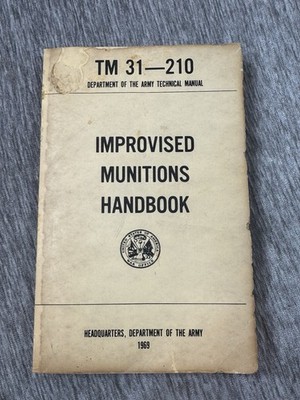 TM 31—210
DEPARTMENT OF THE ARMY TECHNICAL MANUAL
IMPROVISED
MUNITIONS
HANDBOOK
HEADQUARTERS, DEPARTMENT OF THE ARMY
1969